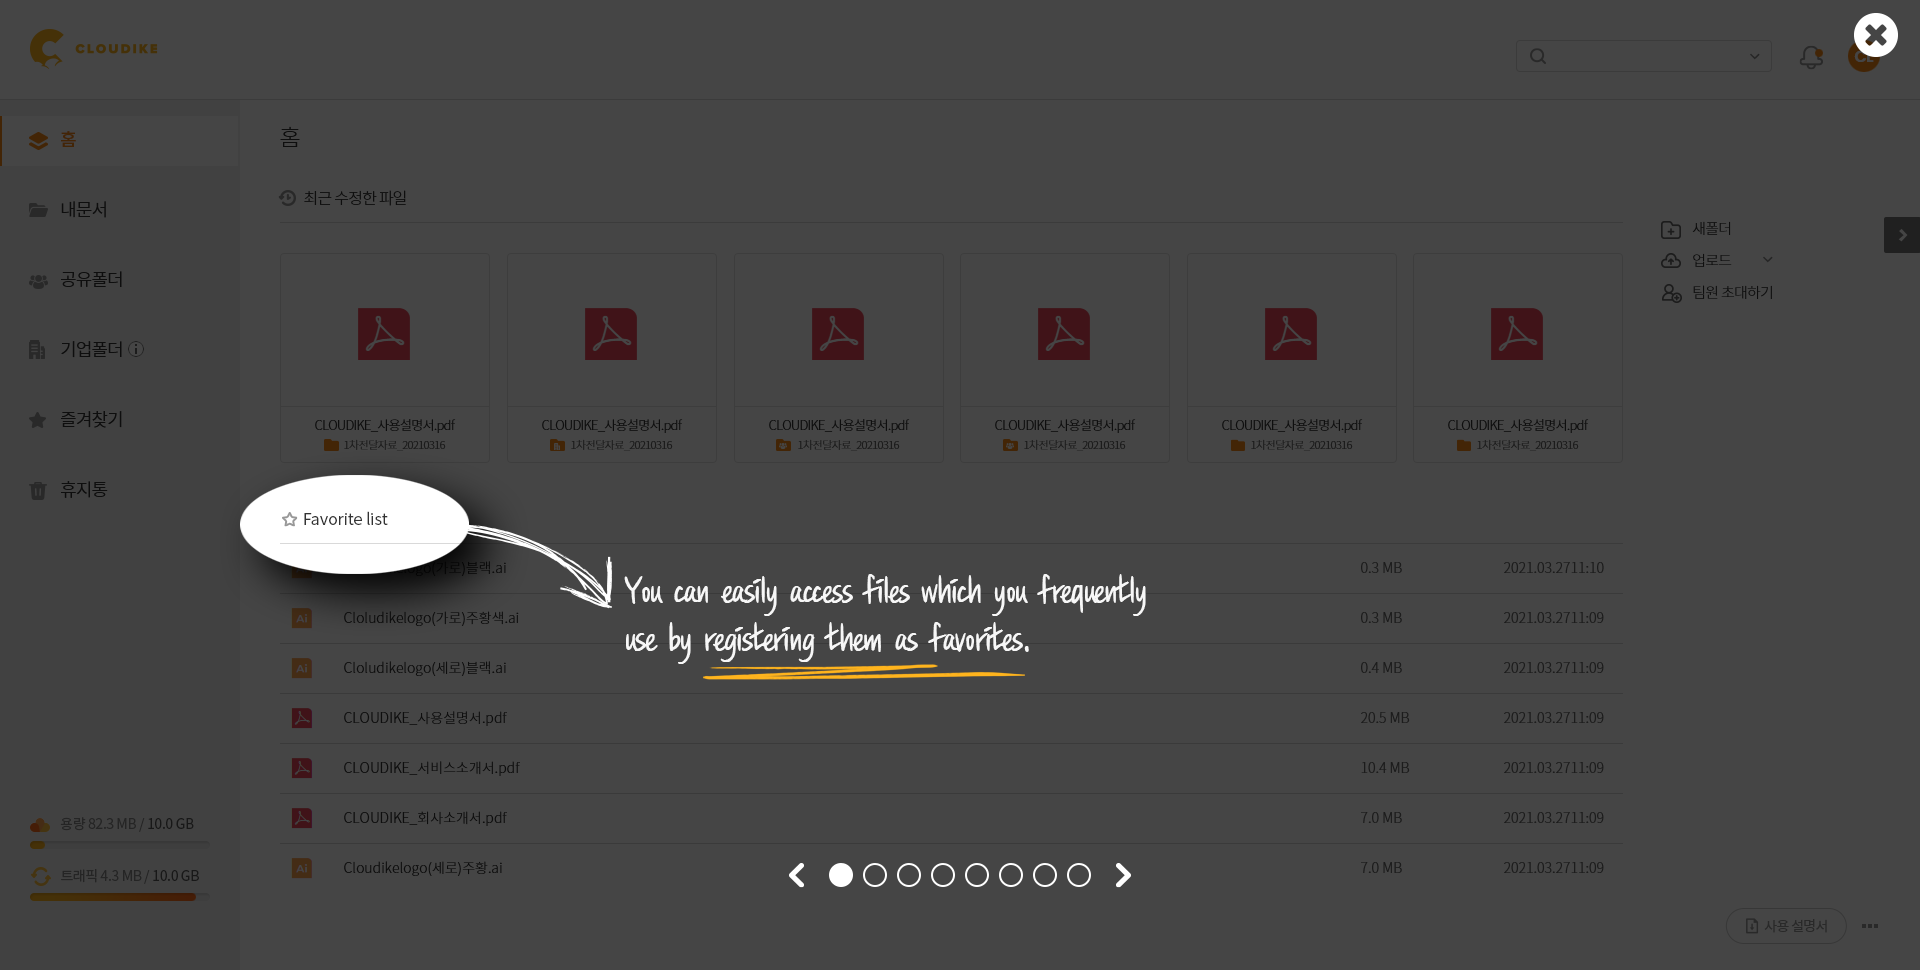 CLOUDIKE
CL
홈
내문서
공유폴더
기업폴더
즐겨찾기
휴지통
용량 82.3 MB / 10.0 GB
트래픽 4.3 MB / 10.0 GB
홈
최근 수정한 파일
CLOUDIKE_사용설명서.pdf
1차전달자료_20210316
CLOUDIKE_사용설명서.pdf
1차전달자료_20210316
CLOUDIKE_사용설명서.pdf
1차전달자료_20210316
CLOUDIKE_사용설명서.pdf
1차전달자료_20210316
CLOUDIKE_사용설명서.pdf
1차전달자료_20210316
CLOUDIKE_사용설명서.pdf
1차전달자료_20210316
새폴더
업로드
팀원 초대하기
Favorite list
(가로)블랙.ai 0.3 MB 2021.03.2711:10
Ai Cloludikelogo(가로)주황색.ai 0.3 MB 2021.03.2711:09
Ai Cloludikelogo(세로)블랙.ai 0.4 MB 2021.03.2711:09
CLOUDIKE_사용설명서.pdf 20.5 MB 2021.03.2711:09
CLOUDIKE_서비스소개서.pdf 10.4 MB 2021.03.2711:09
CLOUDIKE_회사소개서.pdf 7.0 MB 2021.03.2711:09
Ai Cloudikelogo(세로)주황.ai 7.0 MB 2021.03.2711:09
You can easily access files which you frequently
use by registering them as favorites.
사용 설명서